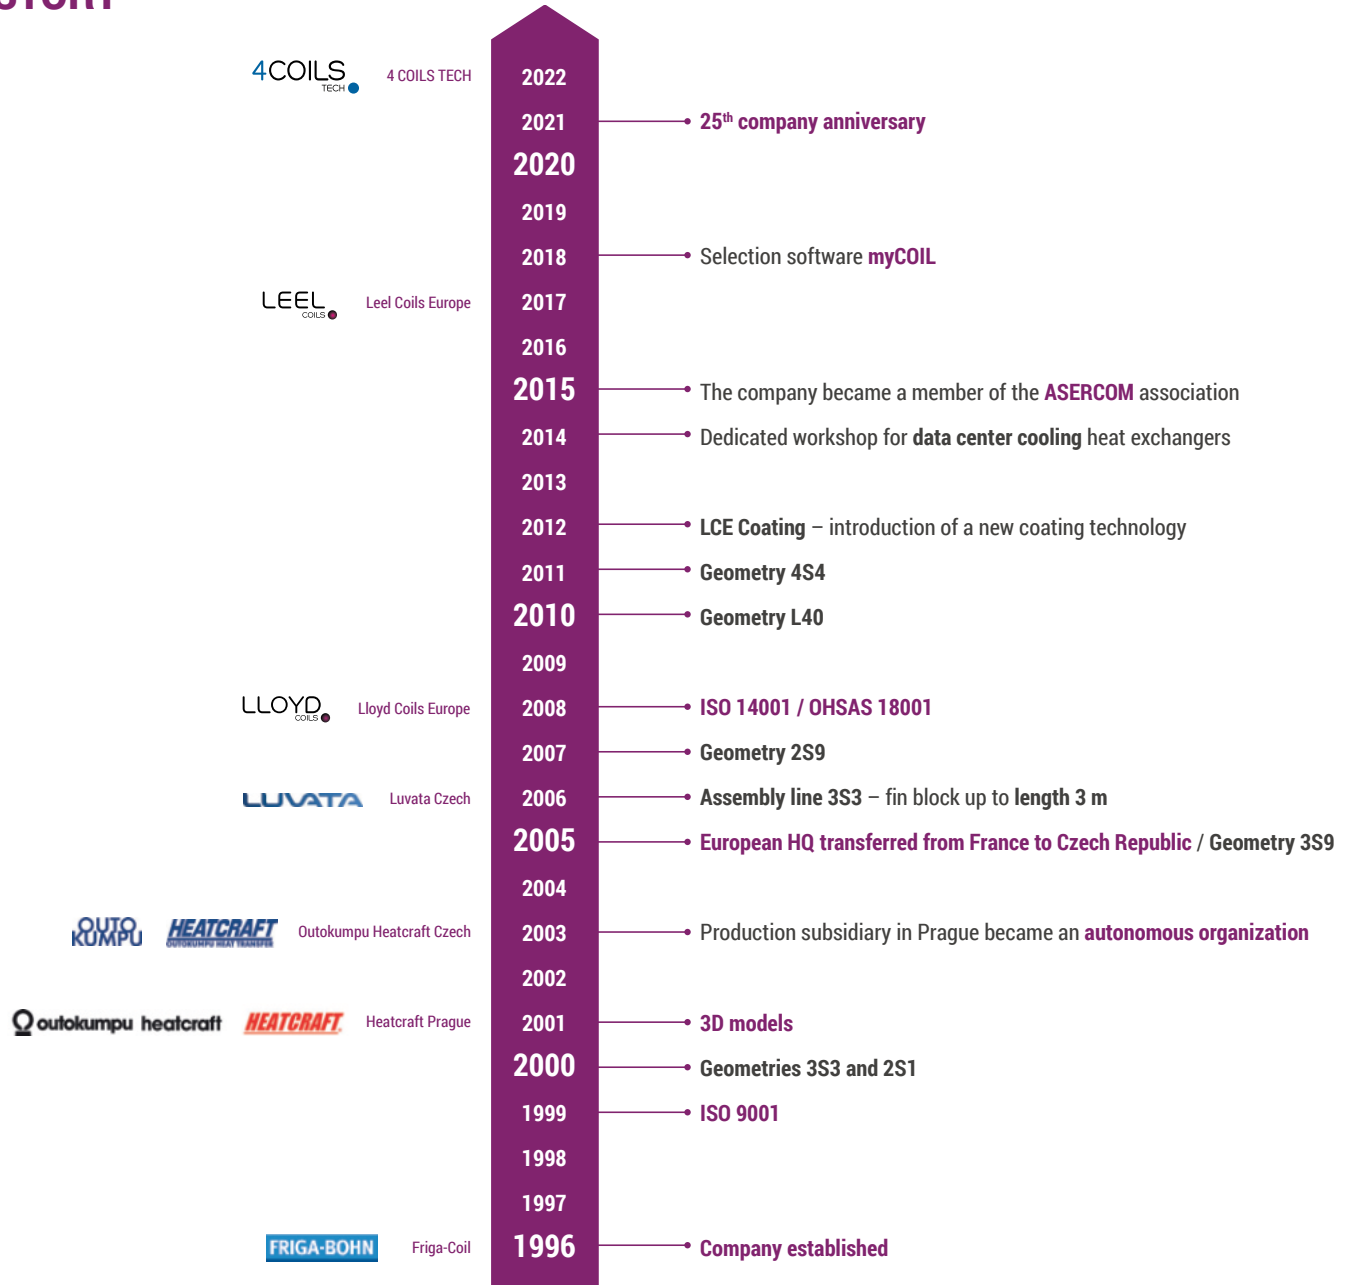 4COILS TECH 4 COILS TECH 2022
2021 25th company anniversary
2020
2019
2018 Selection software myCOIL
LEEL COILS Leel Coils Europe 2017
2016
2015 The company became a member of the ASERCOM association
2014 Dedicated workshop for data center cooling heat exchangers
2013
2012 LCE Coating – introduction of a new coating technology
2011 Geometry 4S4
2010 Geometry L40
2009
LLOYD COILS Lloyd Coils Europe 2008 ISO 14001 / OHSAS 18001
2007 Geometry 2S9
LUVATA Luvata Czech 2006 Assembly line 3S3 – fin block up to length 3 m
2005 European HQ transferred from France to Czech Republic / Geometry 3S9
2004
OUTOKUMPU HEATCRAFT OUTOKUMPU HEAT TRANSFER Outokumpu Heatcraft Czech 2003 Production subsidiary in Prague became an autonomous organization
2002
outokumpu heatcraft HEATCRAFT Heatcraft Prague 2001 3D models
2000 Geometries 3S3 and 2S1
1999 ISO 9001
1998
1997
FRIGA-BOHN Friga-Coil 1996 Company established